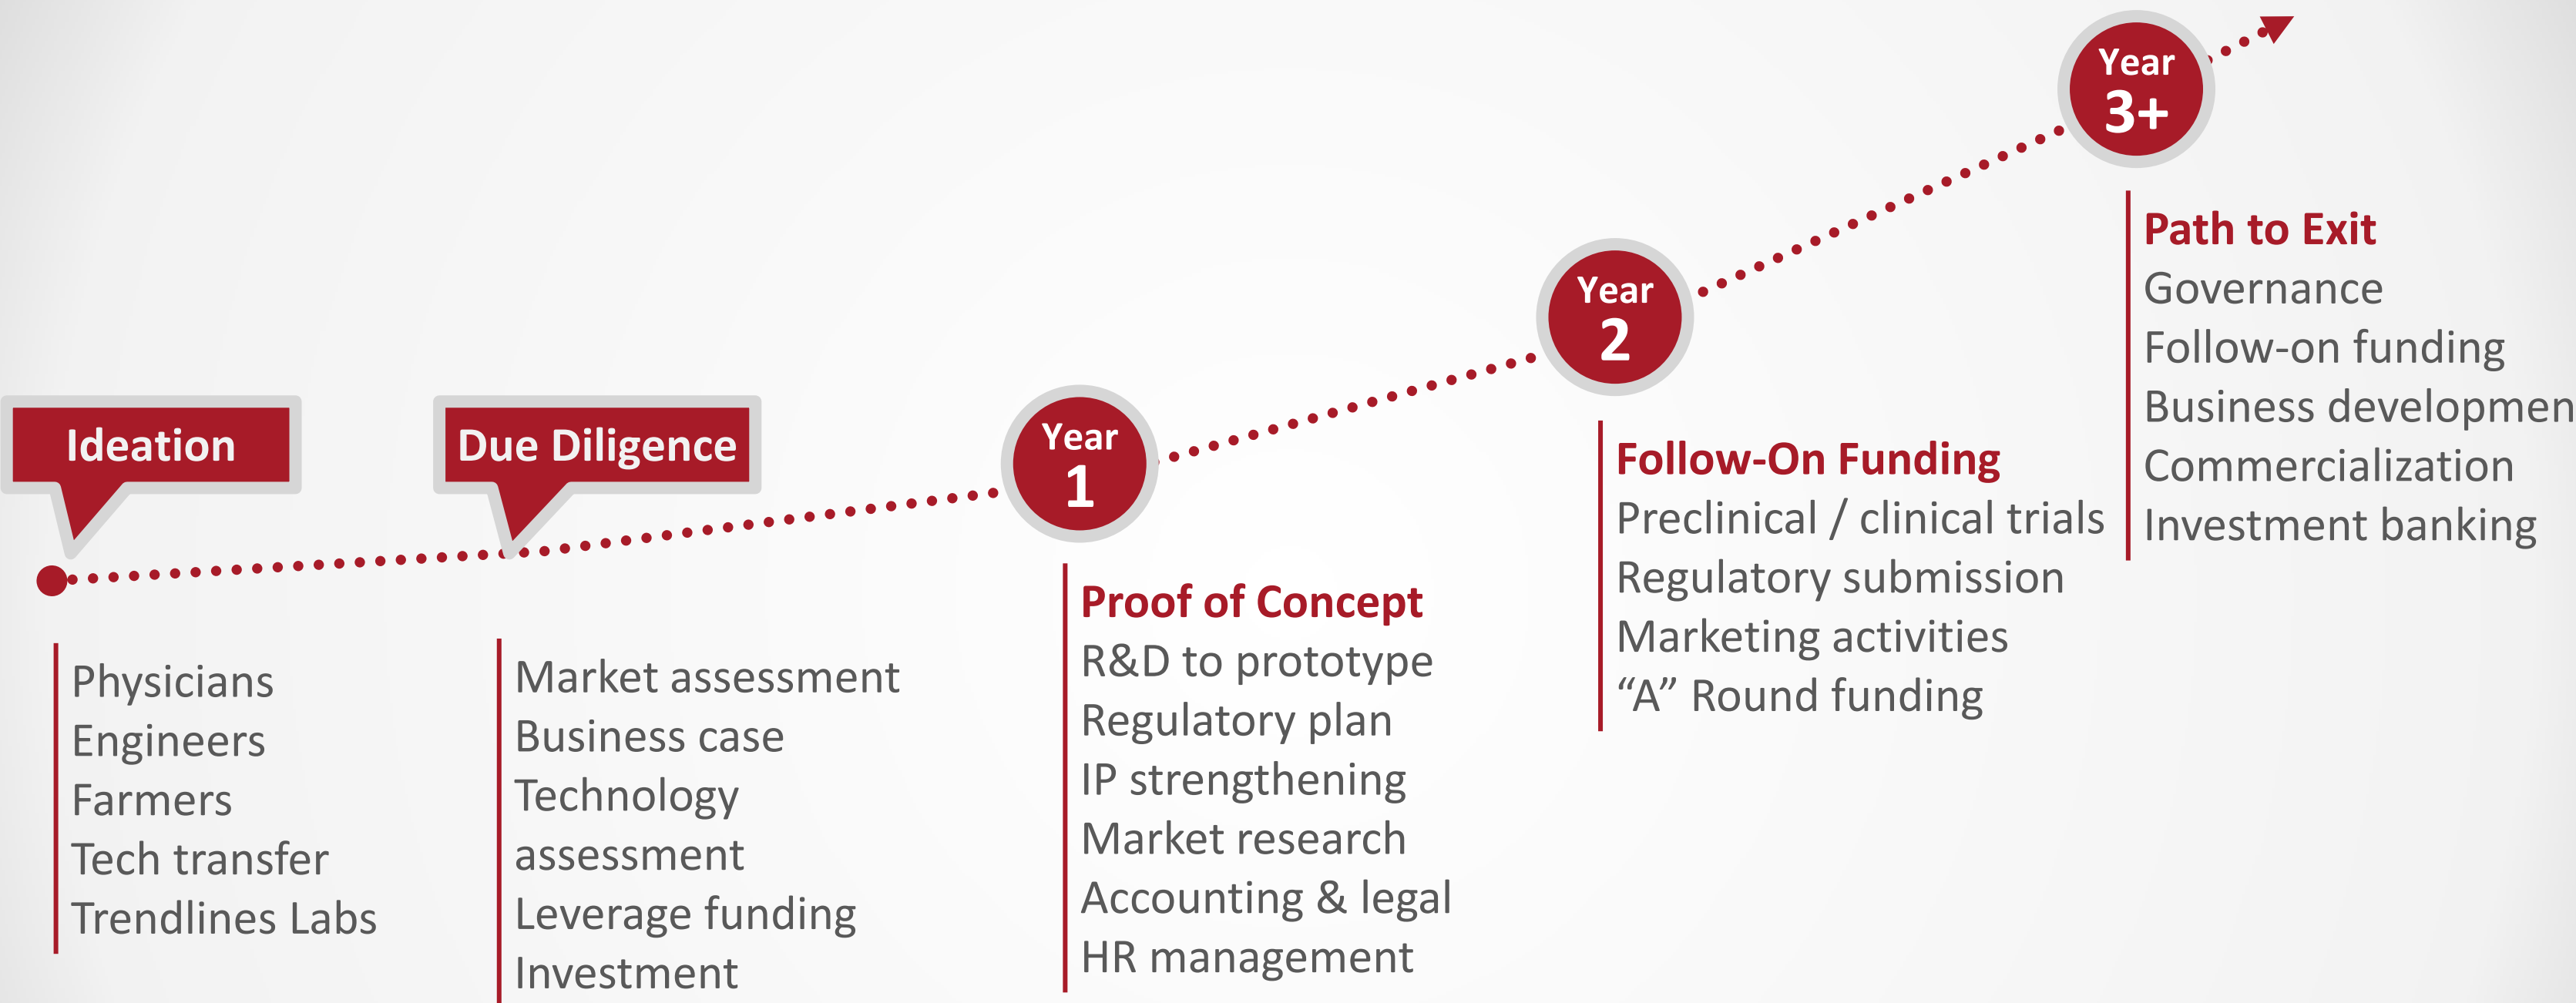 Ideation
Physicians
Engineers
Farmers
Tech transfer
Trendlines Labs
Due Diligence
Market assessment
Business case
Technology
assessment
Leverage funding
Investment
Year
1
Proof of Concept
R&D to prototype
Regulatory plan
IP strengthening
Market research
Accounting & legal
HR management
Year
2
Follow-On Funding
Preclinical / clinical trials
Regulatory submission
Marketing activities
“A” Round funding
Year
3+
Path to Exit
Governance
Follow-on funding
Business developmen
Commercialization
Investment banking